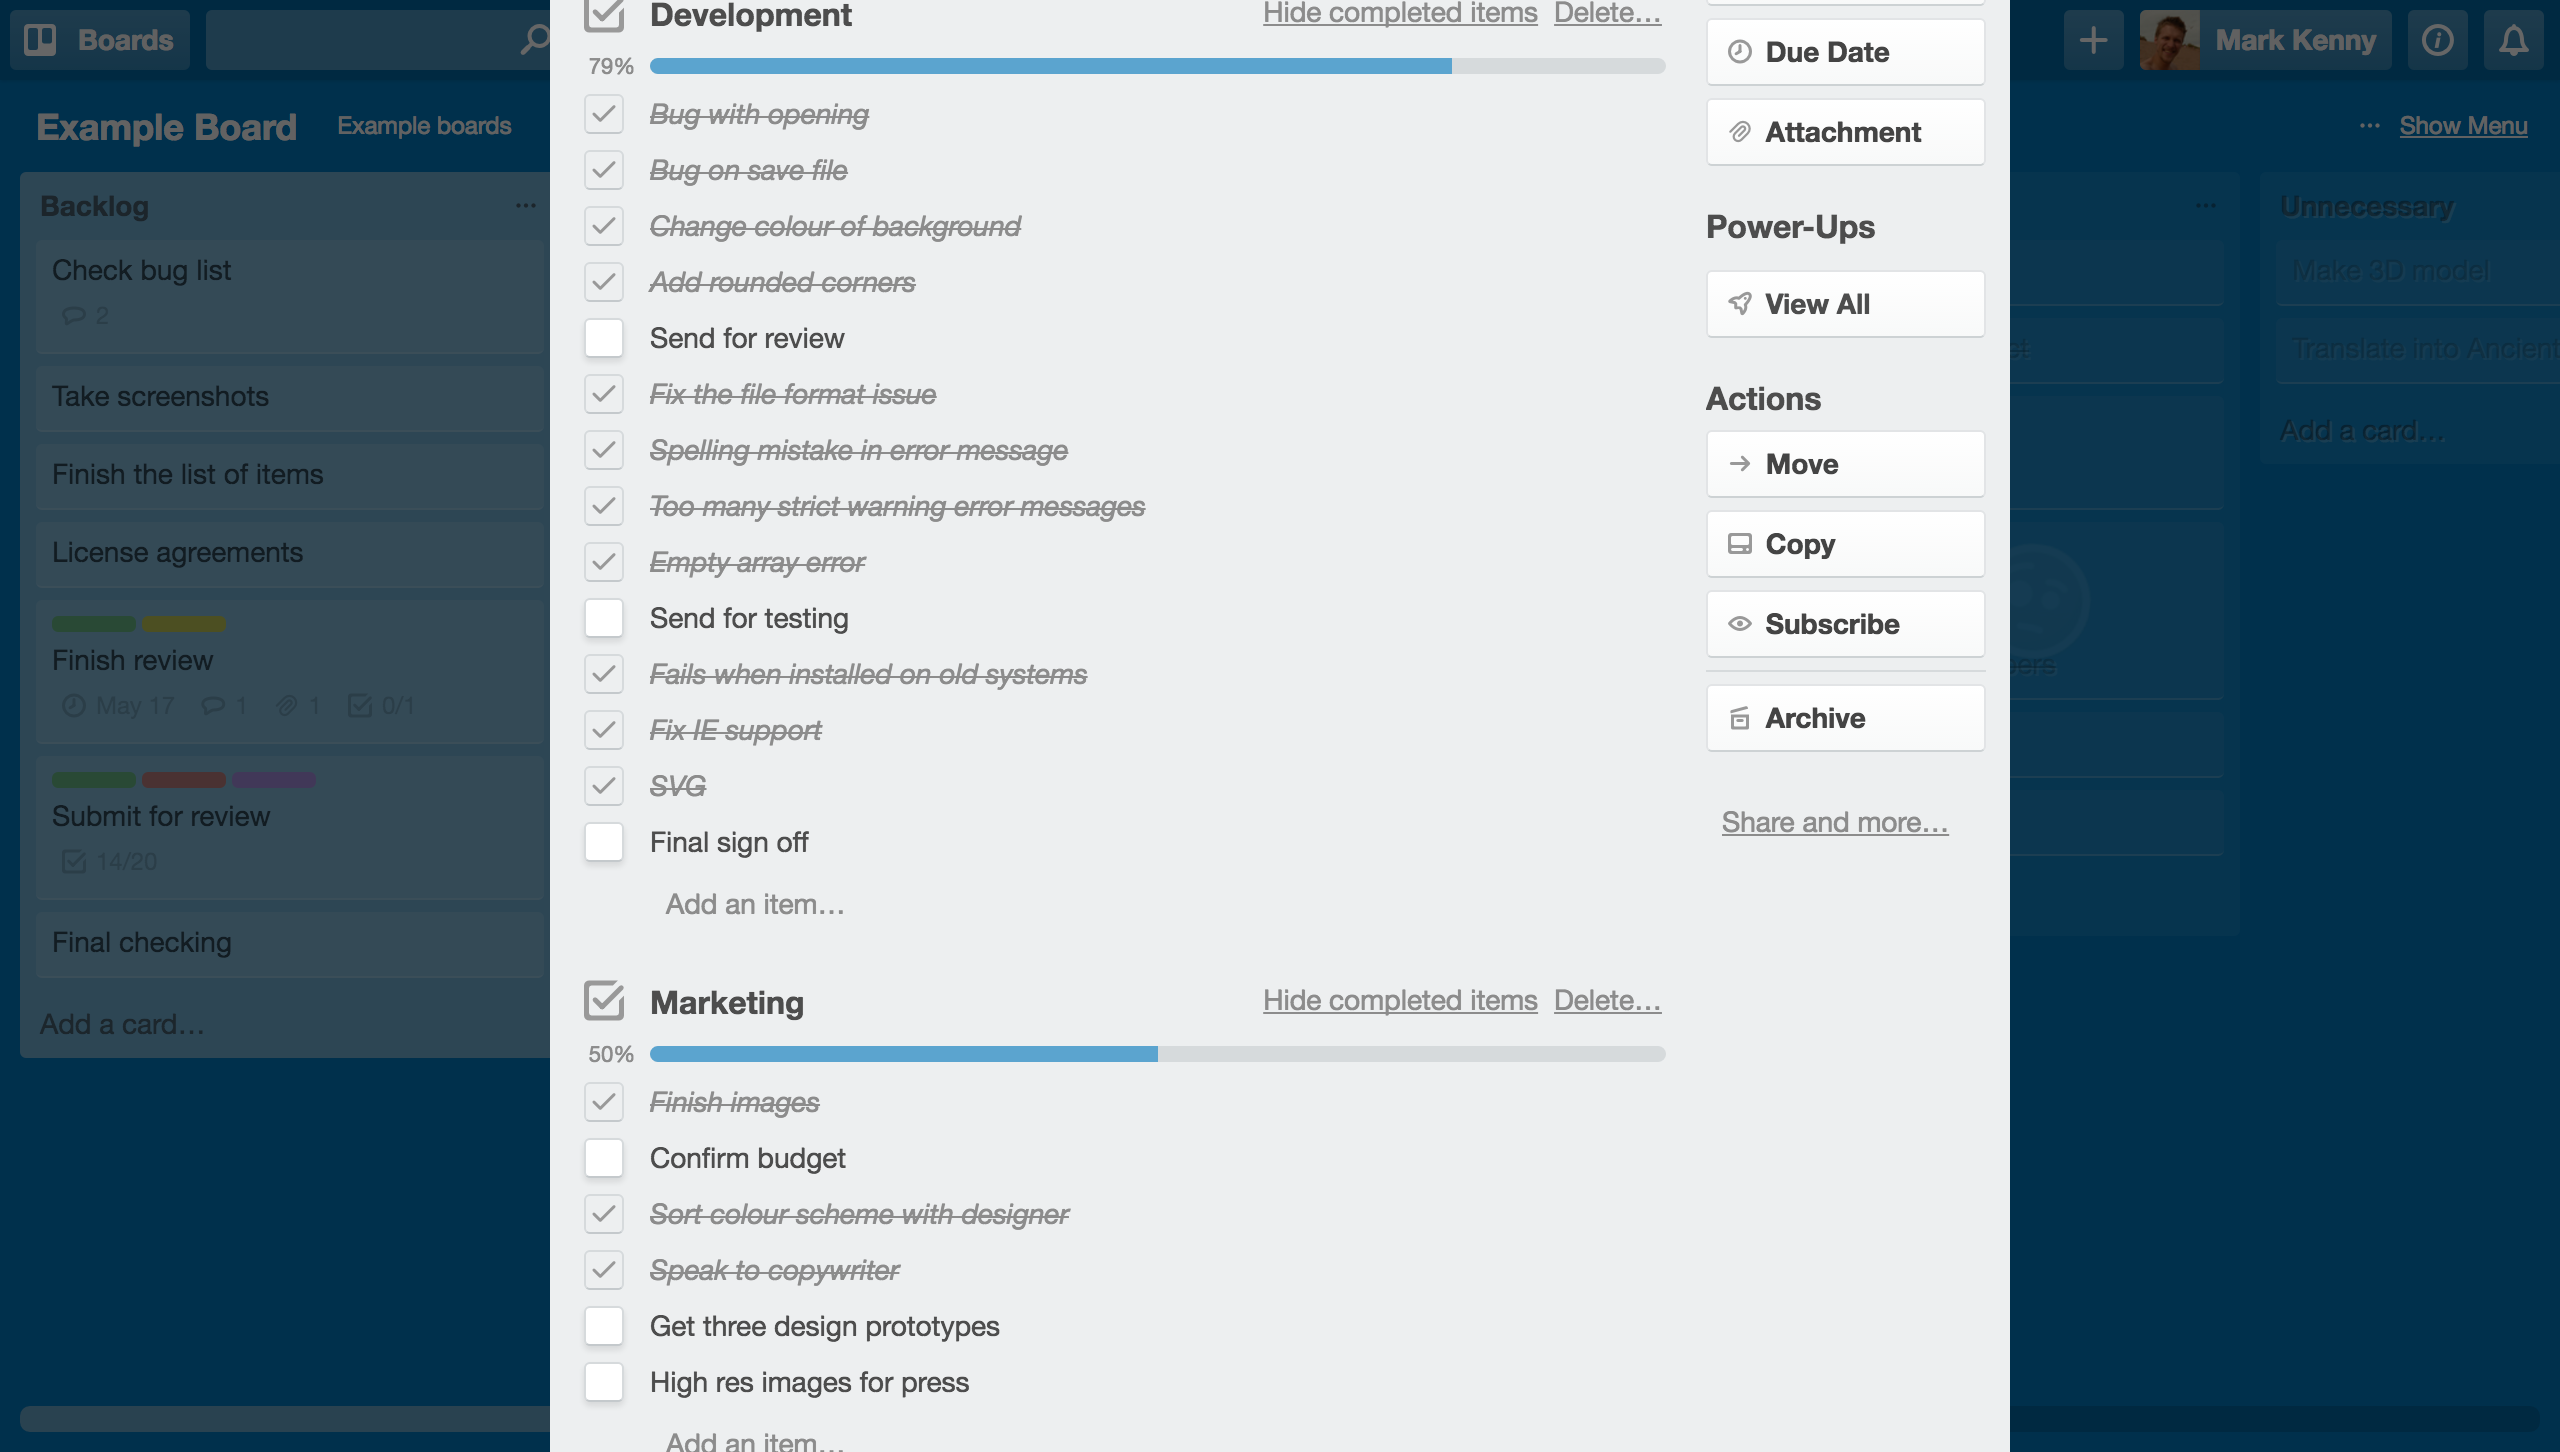 Boards
Mark Kenny
Example Board
Example boards
Show Menu
Backlog
Check bug list
2
Take screenshots
Finish the list of items
License agreements
Finish review
May 17 1 1 0/1
Submit for review
14/20
Final checking
Add a card…
Development
Hide completed items Delete…
79%
Bug with opening
Bug on save file
Change colour of background
Add rounded corners
Send for review
Fix the file format issue
Spelling mistake in error message
Too many strict warning error messages
Empty array error
Send for testing
Fails when installed on old systems
Fix IE support
SVG
Final sign off
Add an item…
Marketing
Hide completed items Delete…
50%
Finish images
Confirm budget
Sort colour scheme with designer
Speak to copywriter
Get three design prototypes
High res images for press
Add an item…
Due Date
Attachment
Power-Ups
View All
Actions
Move
Copy
Subscribe
Archive
Share and more…
Unnecessary
Make 3D model
Translate into Ancient
Add a card…